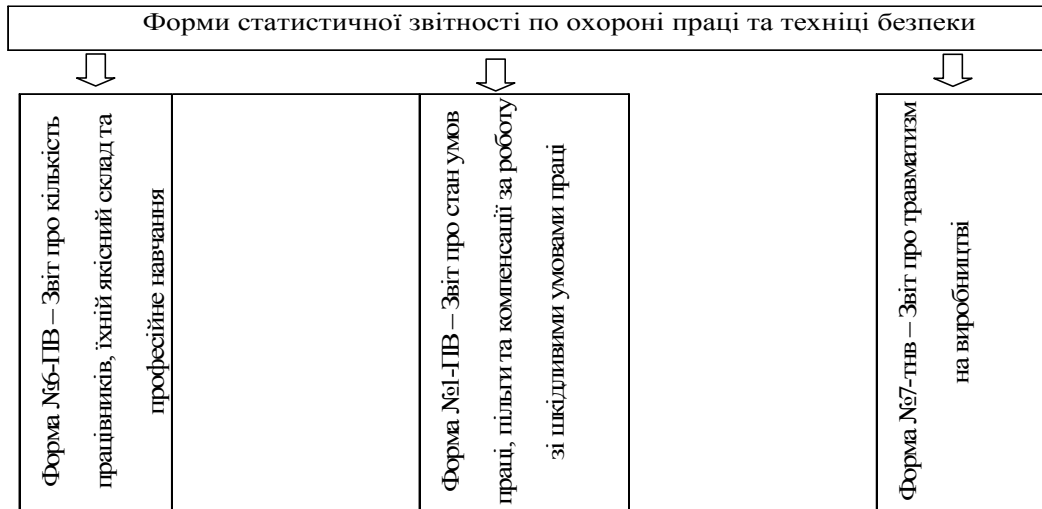 Форми статистичної звітності по охороні праці та техніці безпеки
Форма №6-ПВ – Звіт про кількість
працівників, їхній якісний склад та
професійне навчання
Форма №1-ПВ – Звіт про стан умов
праці, пільги та компенсації за роботу
зі шкідливими умовами праці
Форма №7-тнв – Звіт про травматизм
на виробництві